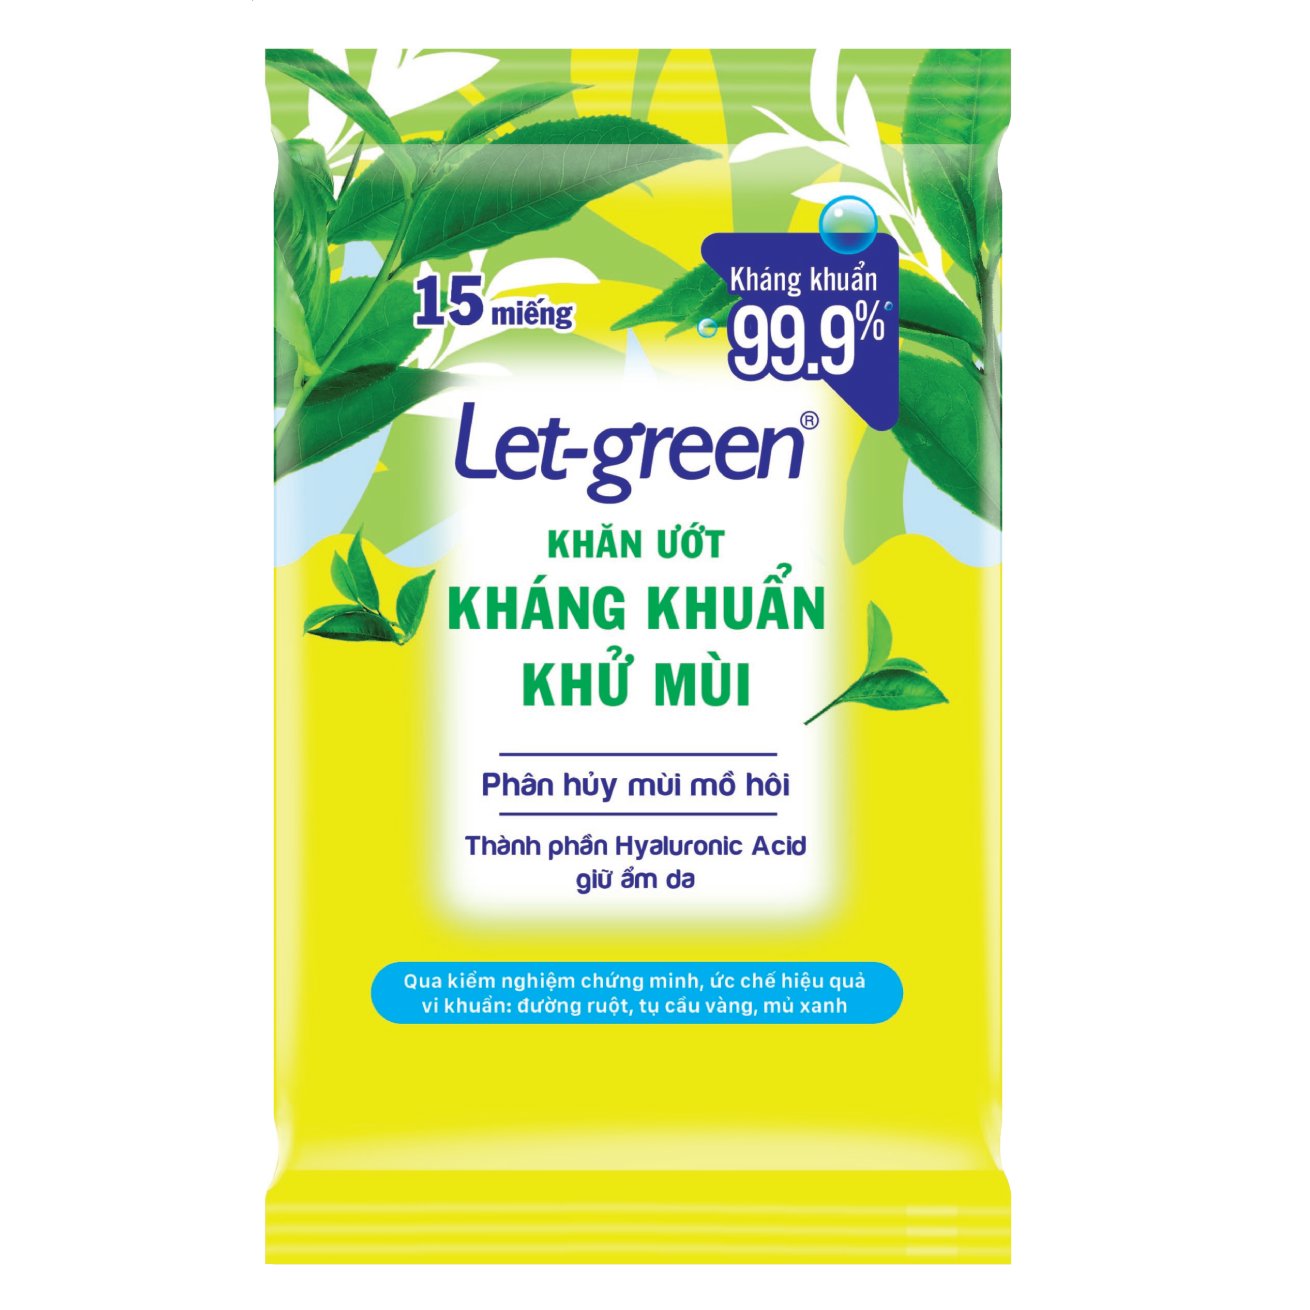 15 miếng
Kháng khuẩn
99.9%
Let-green®
KHĂN ƯỚT
KHÁNG KHUẨN
KHỬ MÙI
Phân hủy mùi mồ hôi
Thành phần Hyaluronic Acid
giữ ẩm da
Qua kiểm nghiệm chứng minh, ức chế hiệu quả
vi khuẩn: đường ruột, tụ cầu vàng, mủ xanh